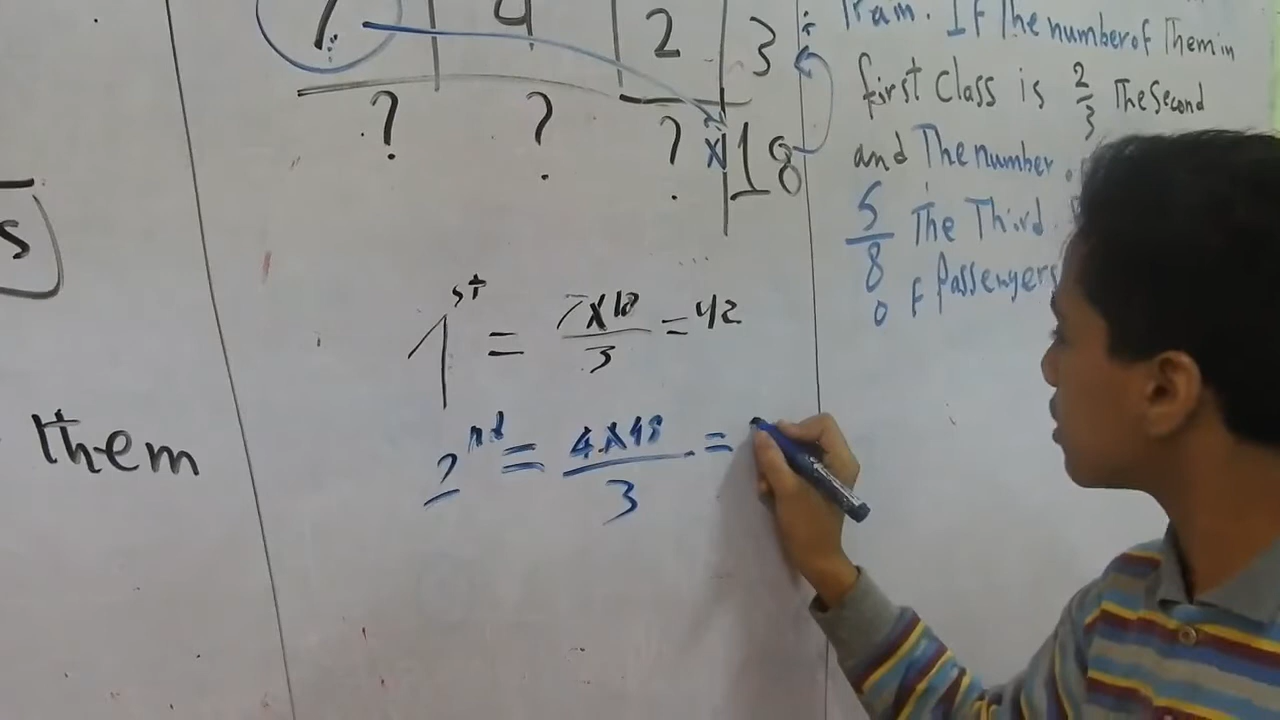 7 4 2 3 ÷
? ? ? x 18
s
1st = 7x18/3 = 42
them
2nd = 4x18/3 =
Tram. If The number of Them in
first Class is 2/3 The Second
and The number
5/8 The Third
of Passengers